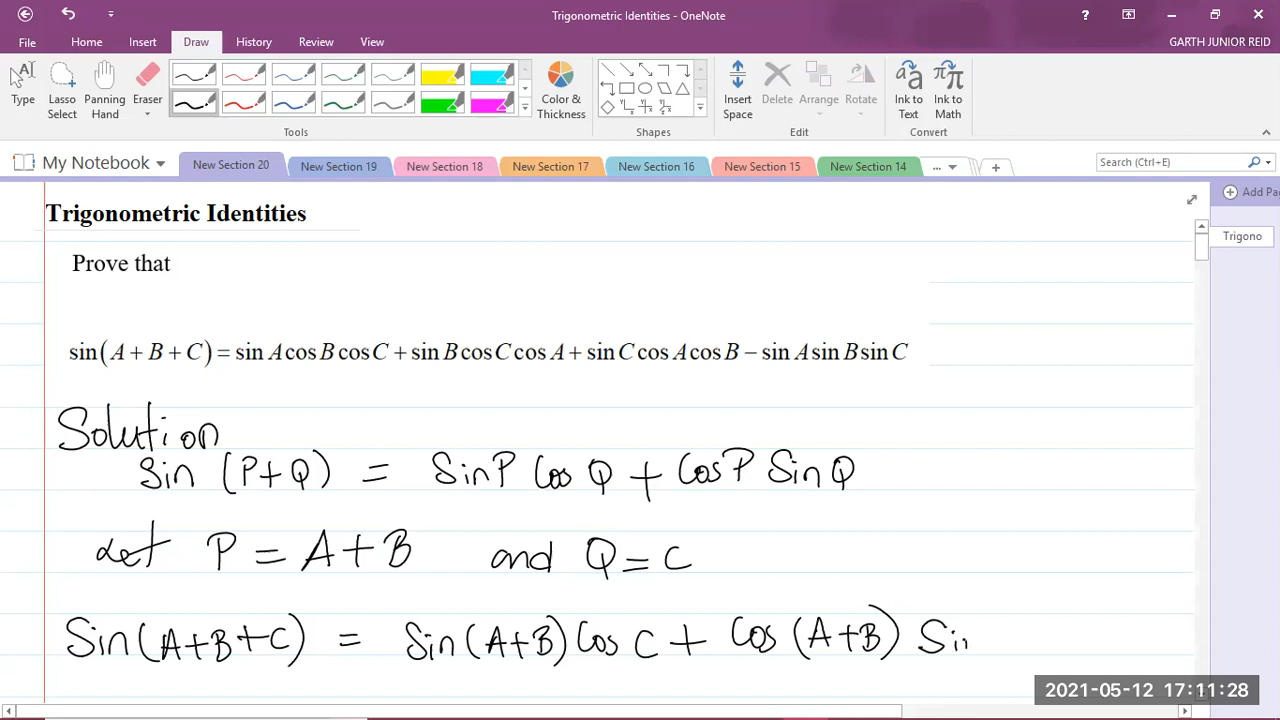 Trigonometric Identities - OneNote
GARTH JUNIOR REID
File Home Insert Draw History Review View
Type Lasso Select Panning Hand Eraser Color & Thickness Insert Space Delete Arrange Rotate Ink to Text Ink to Math
Tools Shapes Edit Convert
My Notebook New Section 20 New Section 19 New Section 18 New Section 17 New Section 16 New Section 15 New Section 14 ... Search (Ctrl+E)
Add Pa
Trigono
Trigonometric Identities
Prove that
sin(A + B + C) = sin A cos B cos C + sin B cos C cos A + sin C cos A cos B − sin A sin B sin C
Solution
Sin (P+Q) = Sin P Cos Q + Cos P Sin Q
Let P = A+B and Q = C
Sin(A+B+C) = Sin(A+B) Cos C + Cos (A+B) Sin
2021-05-12 17:11:28